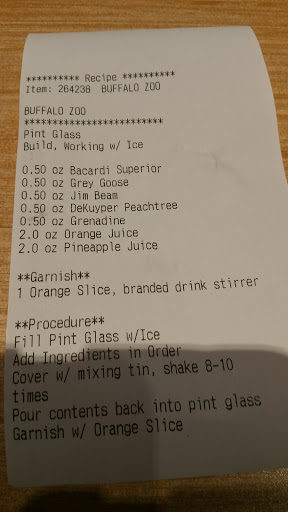 ********** Recipe **********
Item: 264238  BUFFALO ZOO
BUFFALO ZOO
*************************
Pint Glass
Build, Working w/ Ice
0.50 oz Bacardi Superior
0.50 oz Grey Goose
0.50 oz Jim Beam
0.50 oz DeKuyper Peachtree
0.50 oz Grenadine
2.0 oz Orange Juice
2.0 oz Pineapple Juice
**Garnish**
1 Orange Slice, branded drink stirrer
**Procedure**
Fill Pint Glass w/Ice
Add Ingredients in Order
Cover w/ mixing tin, shake 8-10
times
Pour contents back into pint glass
Garnish w/ Orange Slice